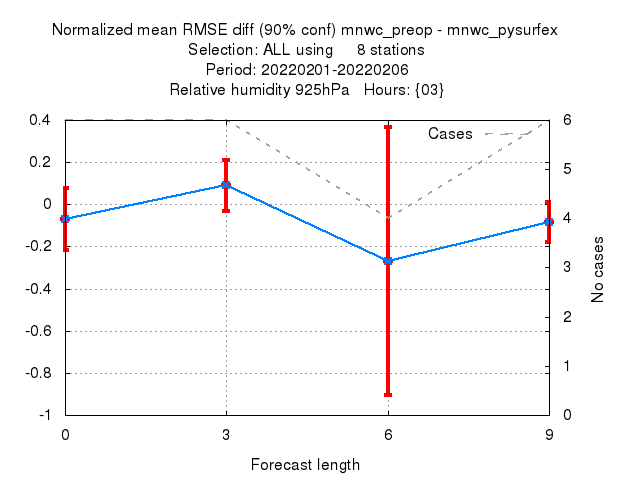 Normalized mean RMSE diff (90% conf) mnwc_preop - mnwc_pysurfex
Selection: ALL using 8 stations
Period: 20220201-20220206
Relative humidity 925hPa Hours: {03}
Cases
0.4
0.2
0
-0.2
-0.4
-0.6
-0.8
-1
6
5
4
3
2
1
0
No cases
0 3 6 9
Forecast length